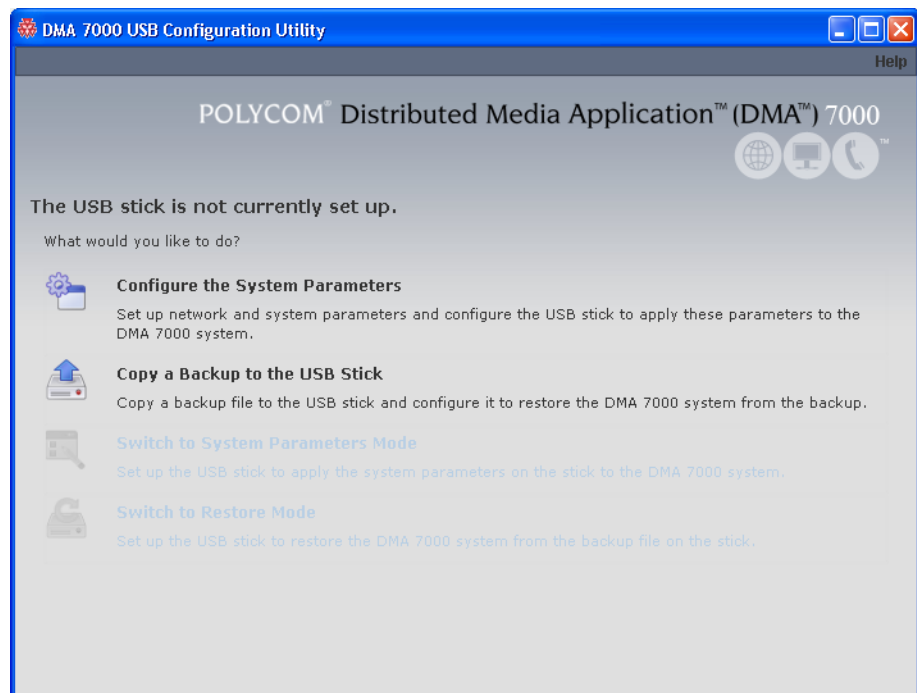 DMA 7000 USB Configuration Utility
Help
POLYCOM® Distributed Media Application™ (DMA™) 7000
™
The USB stick is not currently set up.
What would you like to do?
Configure the System Parameters
Set up network and system parameters and configure the USB stick to apply these parameters to the
DMA 7000 system.
Copy a Backup to the USB Stick
Copy a backup file to the USB stick and configure it to restore the DMA 7000 system from the backup.
Switch to System Parameters Mode
Set up the USB stick to apply the system parameters on the stick to the DMA 7000 system.
Switch to Restore Mode
Set up the USB stick to restore the DMA 7000 system from the backup file on the stick.